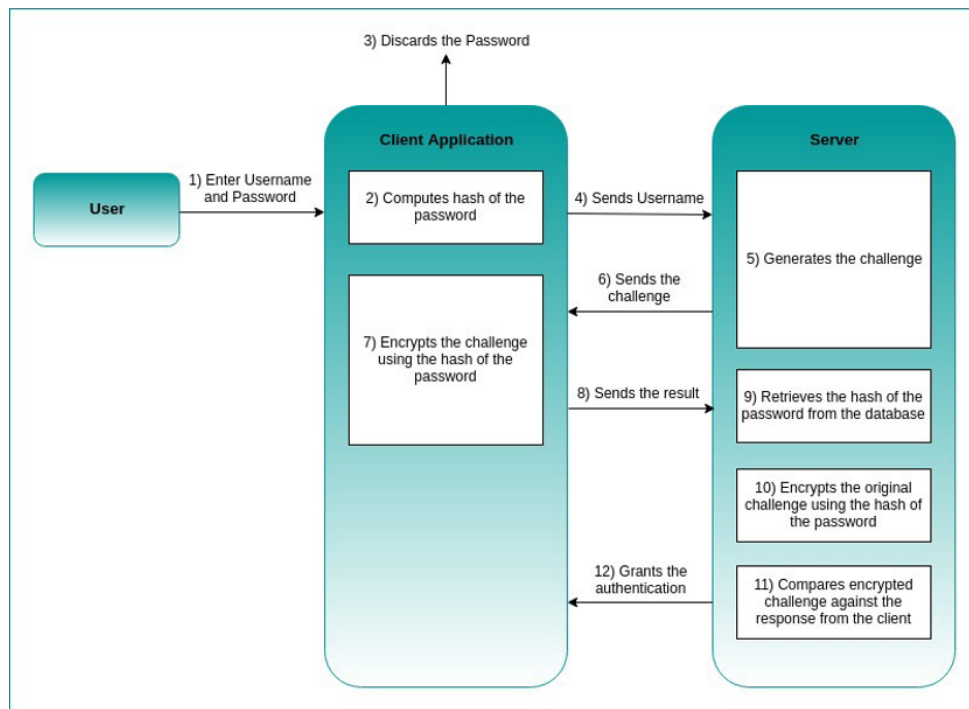 3) Discards the Password
Client Application
Server
User
1) Enter Username
and Password
2) Computes hash of the
password
4) Sends Username
5) Generates the challenge
6) Sends the
challenge
7) Encrypts the challenge
using the hash of the
password
8) Sends the result
9) Retrieves the hash of the
password from the database
10) Encrypts the original
challenge using the hash of
the password
11) Compares encrypted
challenge against the
response from the client
12) Grants the
authentication